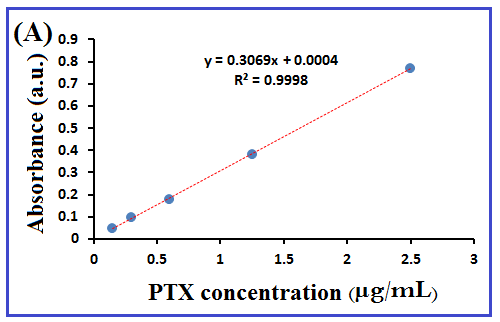 (A)
y = 0.3069x + 0.0004
R² = 0.9998
Absorbance (a.u.)
0.9
0.8
0.7
0.6
0.5
0.4
0.3
0.2
0.1
0
0 0.5 1 1.5 2 2.5 3
PTX concentration (µg/mL)